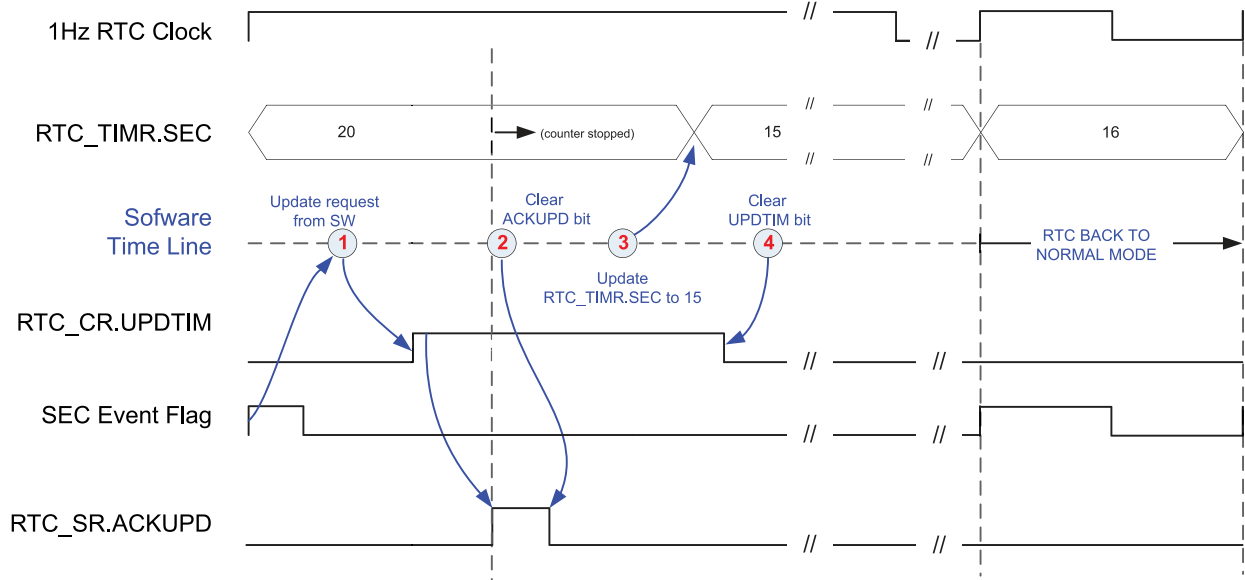 1Hz RTC Clock
//
//
RTC_TIMR.SEC
20
(counter stopped)
//
//
15
//
//
16
Sofware
Time Line
Update request
from SW
1
Clear
ACKUPD bit
2
3
Update
RTC_TIMR.SEC to 15
Clear
UPDTIM bit
4
RTC BACK TO
NORMAL MODE
RTC_CR.UPDTIM
//
//
SEC Event Flag
//
//
RTC_SR.ACKUPD
//
//